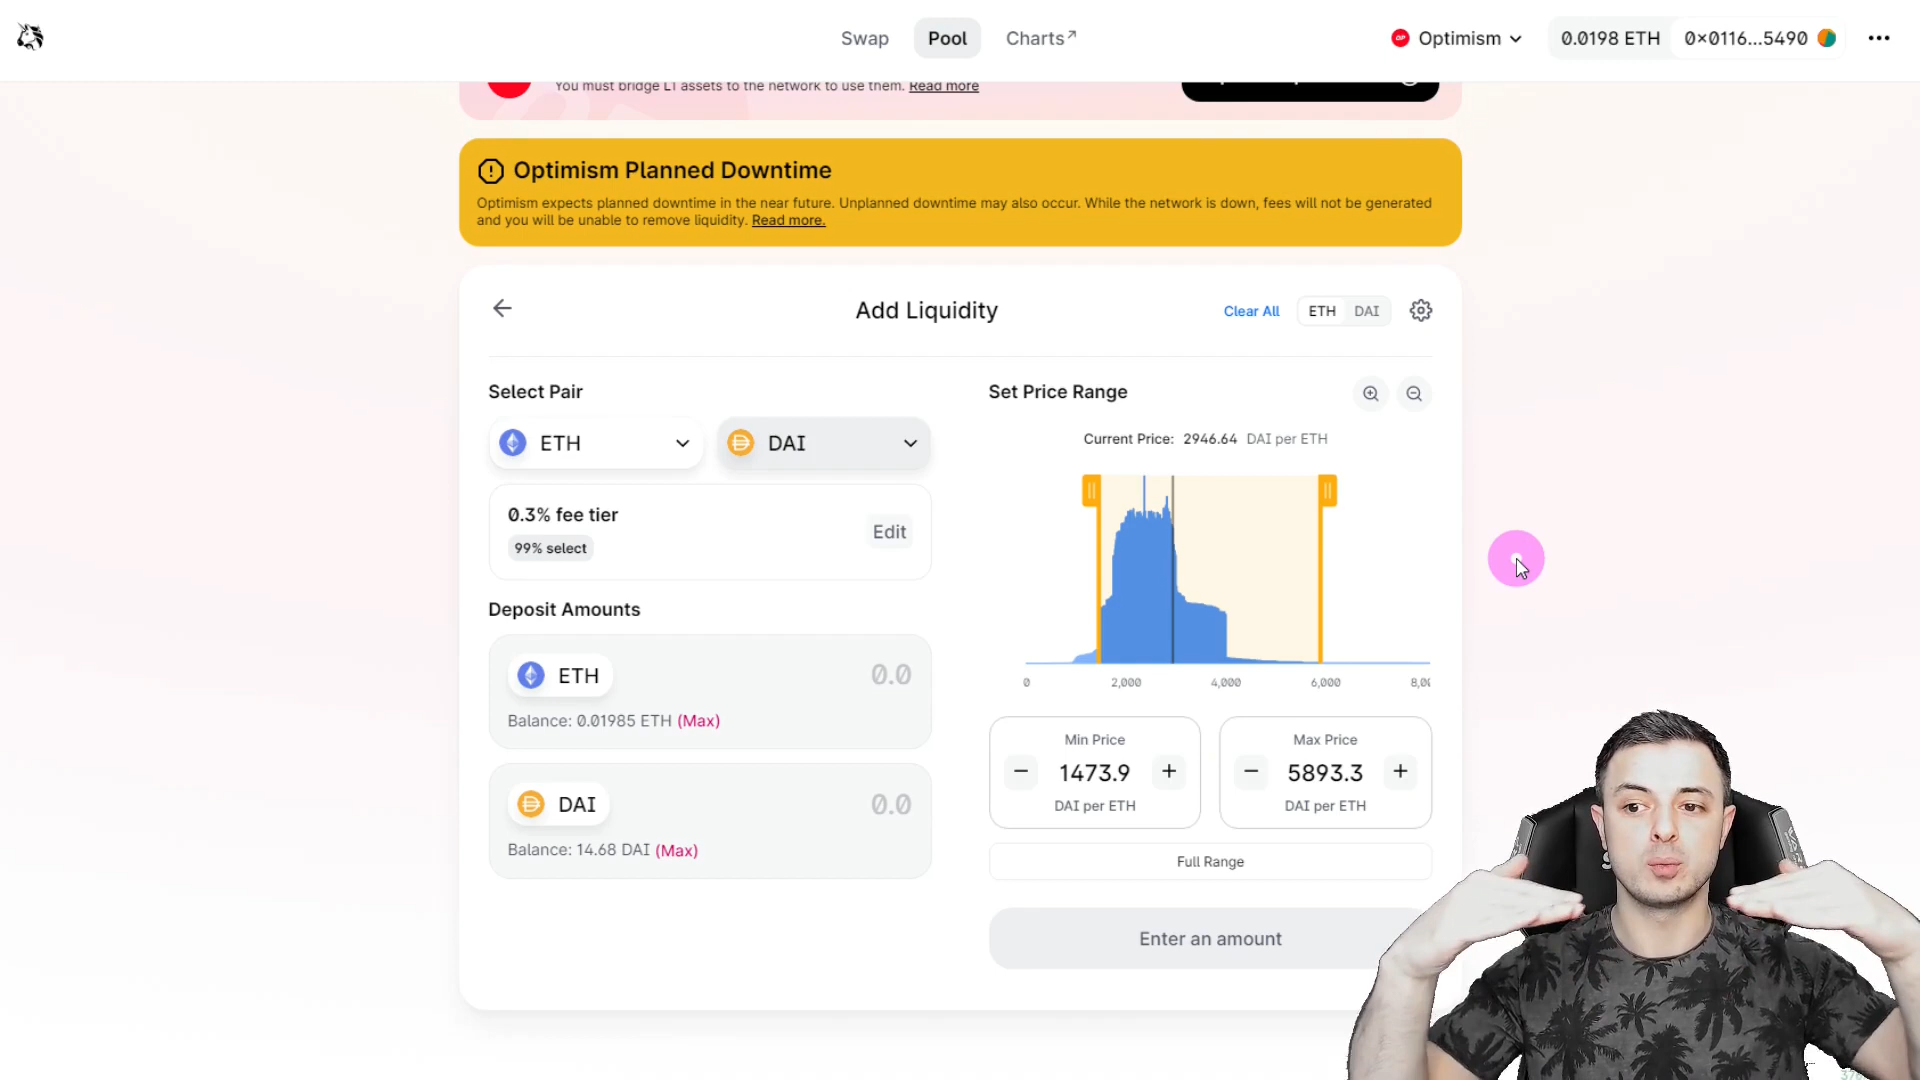 Swap
Pool
Charts↗
Optimism
0.0198 ETH
0×0116...5490
You must bridge L1 assets to the network to use them. Read more
Optimism Planned Downtime
Optimism expects planned downtime in the near future. Unplanned downtime may also occur. While the network is down, fees will not be generated
and you will be unable to remove liquidity. Read more.
Add Liquidity
Clear All
ETH DAI
Select Pair
ETH
DAI
0.3% fee tier
99% select
Edit
Deposit Amounts
ETH
0.0
Balance: 0.01985 ETH (Max)
DAI
0.0
Balance: 14.68 DAI (Max)
Set Price Range
Current Price: 2946.64 DAI per ETH
0 2,000 4,000 6,000
Min Price
− 1473.9 +
DAI per ETH
Max Price
− 5893.3 +
DAI per ETH
Full Range
Enter an amount